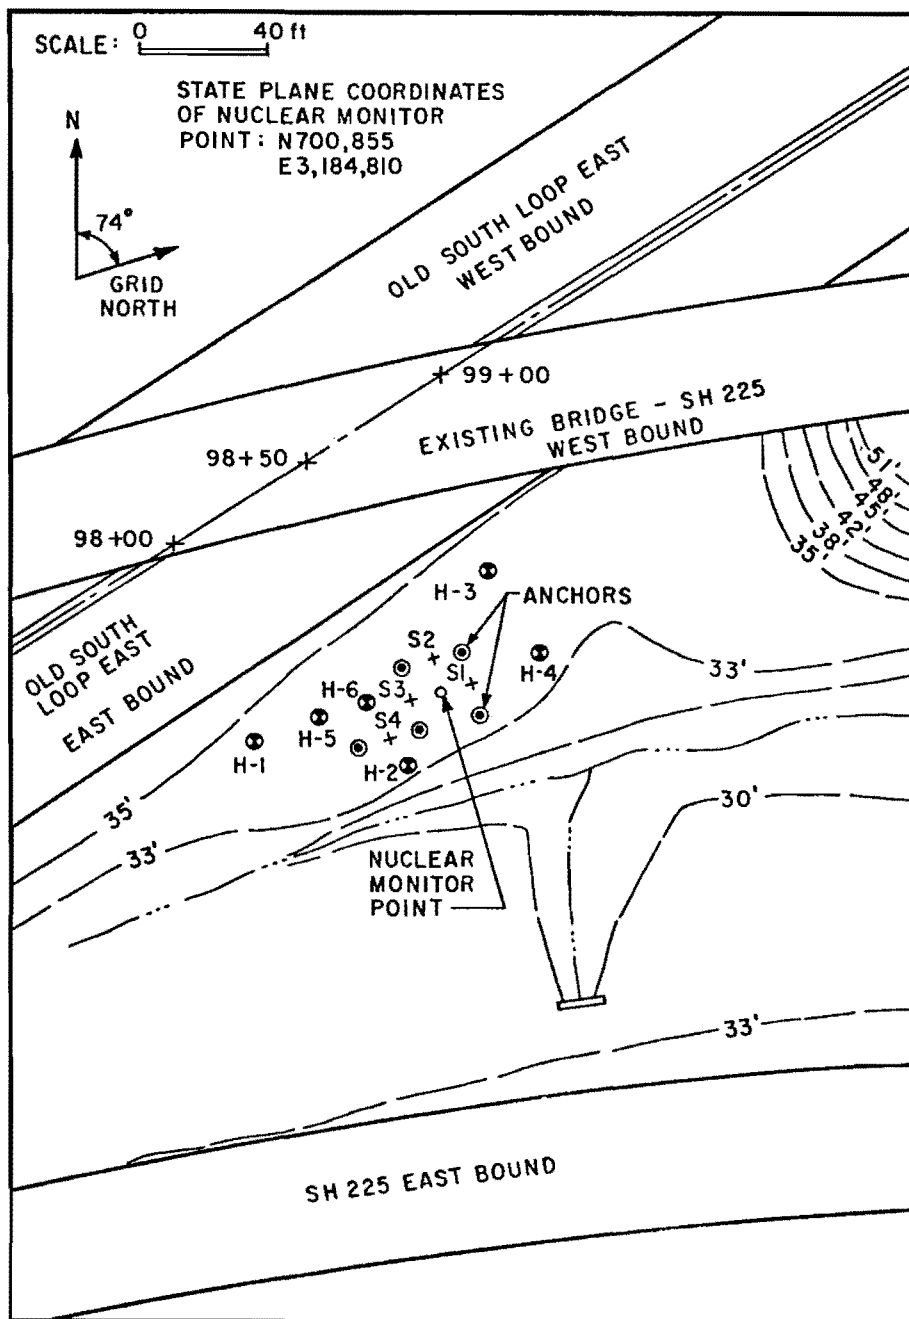 SCALE: 0 40 ft
STATE PLANE COORDINATES
OF NUCLEAR MONITOR
POINT: N700,855
E3,184,810
N
74°
GRID
NORTH
OLD SOUTH LOOP EAST
WEST BOUND
99+00
EXISTING BRIDGE - SH 225
WEST BOUND
98+50
98+00
51'
48'
45'
42'
38'
35'
H-3
ANCHORS
OLD SOUTH
LOOP EAST
EAST BOUND
S2
S1
H-4
33'
H-6
S3
S4
H-5
H-1
H-2
35'
33'
30'
NUCLEAR
MONITOR
POINT
33'
SH 225 EAST BOUND